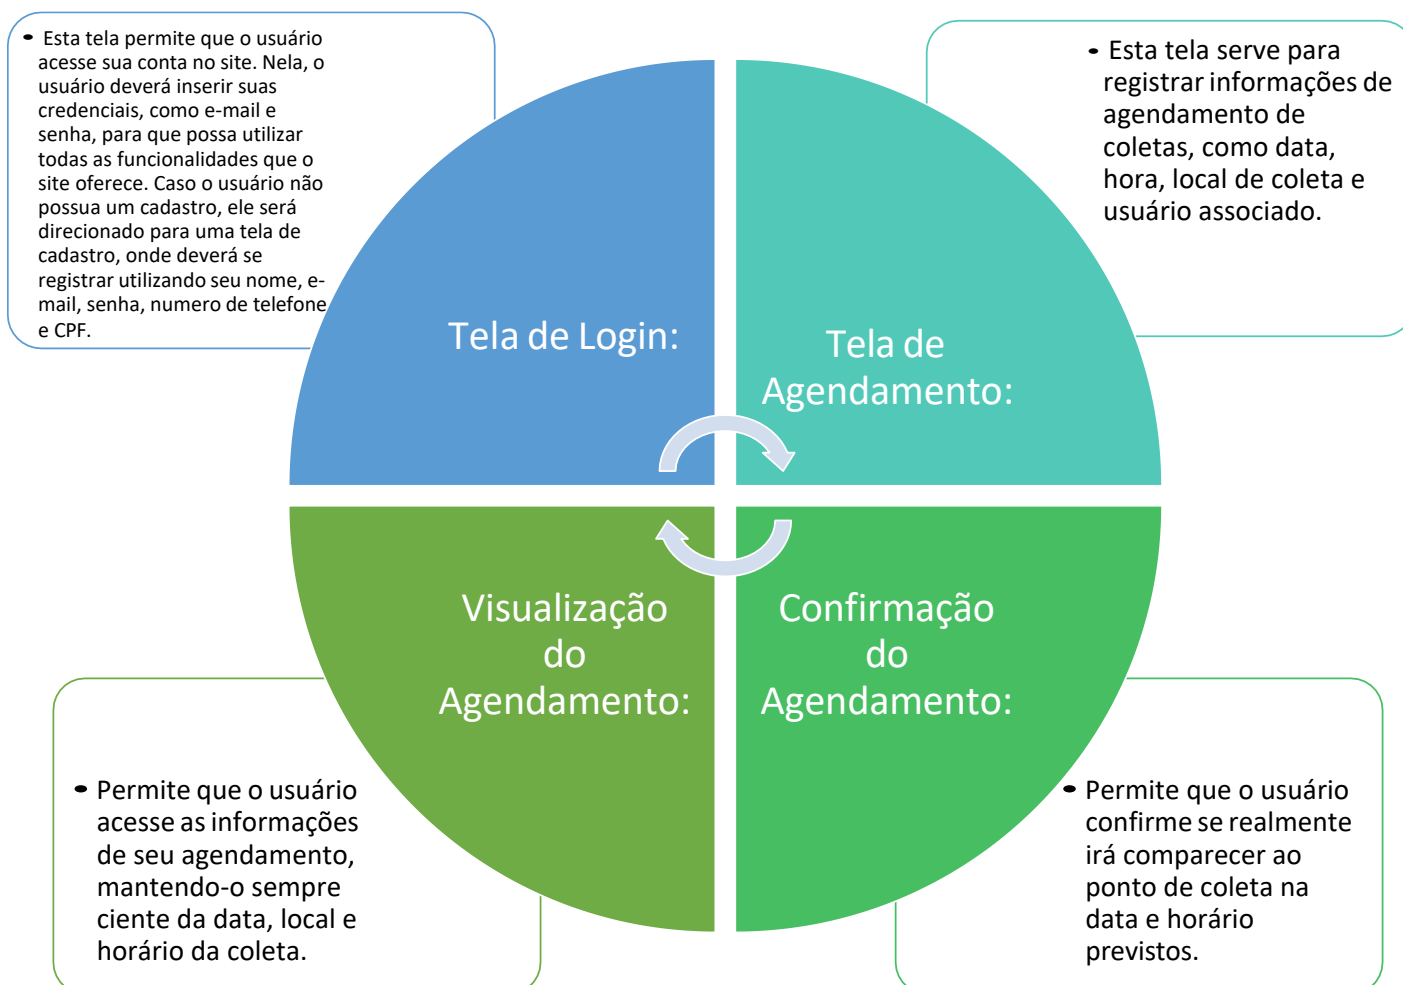 • Esta tela permite que o usuário
acesse sua conta no site. Nela, o
usuário deverá inserir suas
credenciais, como e-mail e
senha, para que possa utilizar
todas as funcionalidades que o
site oferece. Caso o usuário não
possua um cadastro, ele será
direcionado para uma tela de
cadastro, onde deverá se
registrar utilizando seu nome, e-
mail, senha, numero de telefone
e CPF.
• Esta tela serve para
registrar informações de
agendamento de
coletas, como data,
hora, local de coleta e
usuário associado.
Tela de Login:
Tela de
Agendamento:
Visualização
do
Agendamento:
Confirmação
do
Agendamento:
• Permite que o usuário
acesse as informações
de seu agendamento,
mantendo-o sempre
ciente da data, local e
horário da coleta.
• Permite que o usuário
confirme se realmente
irá comparecer ao
ponto de coleta na
data e horário
previstos.